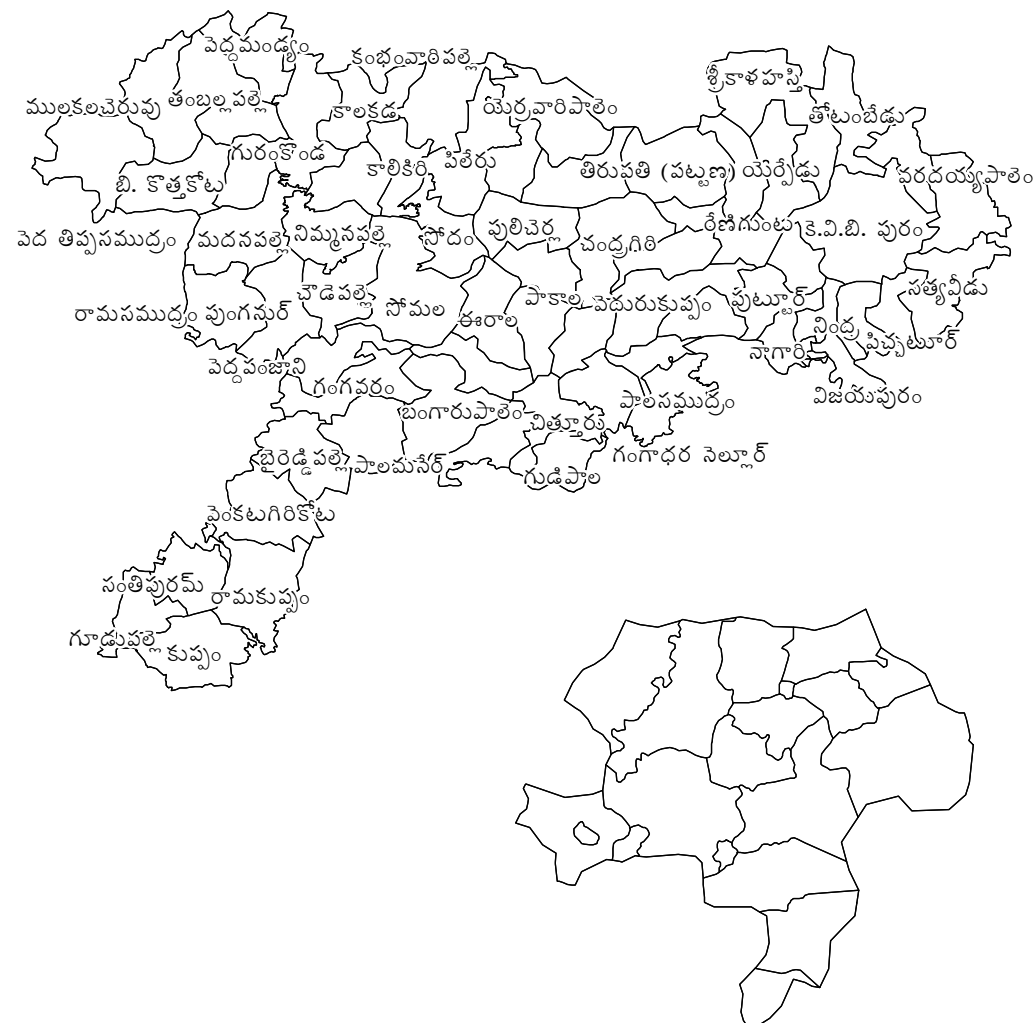 పెద్దమండ్యం
కంభంవారిపల్లె
శ్రీకాళహస్తి
ములకలచెరువు
తంబల్లపల్లె
కాలకడ
యెర్రవారిపాలెం
తోటంబేడు
గురంకొండ
కాలికిరి
పిలేరు
తిరుపతి (పట్టణ)
యేర్పేడు
వరదయ్యపాలెం
బి. కొత్తకోట
పెద తిప్పసముద్రం
మదనపల్లె
నిమ్మనపల్లె
సోదం
పులిచెర్ల
చంద్రగిరి
రేణిగుంట
కె.వి.బి. పురం
సత్యవీడు
చౌడెపల్లె
సోమల
పాకాల
వెదురుకుప్పం
పుటూర్
రామసముద్రం
పుంగనుర్
ఈరాల
నింద్ర
పిచ్చటూర్
నాగారి
పెద్దపంజాని
గంగవరం
బంగారుపాలెం
చిత్తూరు
పాలసముద్రం
విజయపురం
బైరెడ్డిపల్లె
పాలమనేర్
గంగాధర నెల్లూర్
గుడిపాల
వెంకటగిరికోట
సంతిపురమ్
రామకుప్పం
గూడుపల్లె
కుప్పం